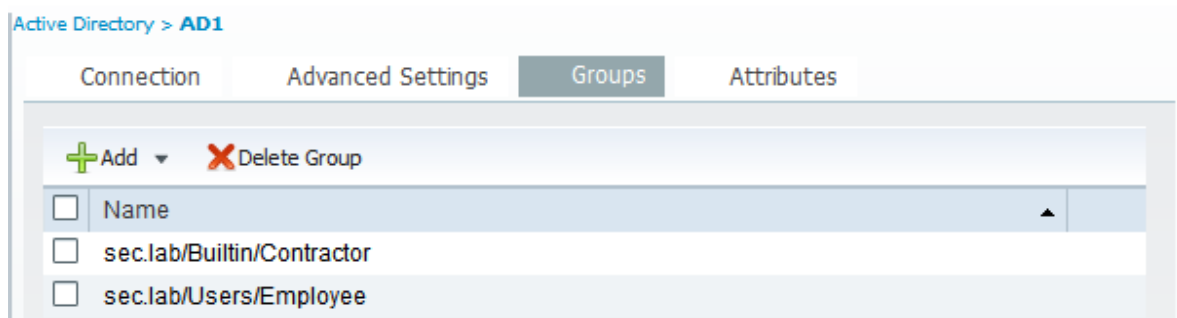 Active Directory > AD1
Connection Advanced Settings Groups Attributes
Add Delete Group
Name
sec.lab/Builtin/Contractor
sec.lab/Users/Employee